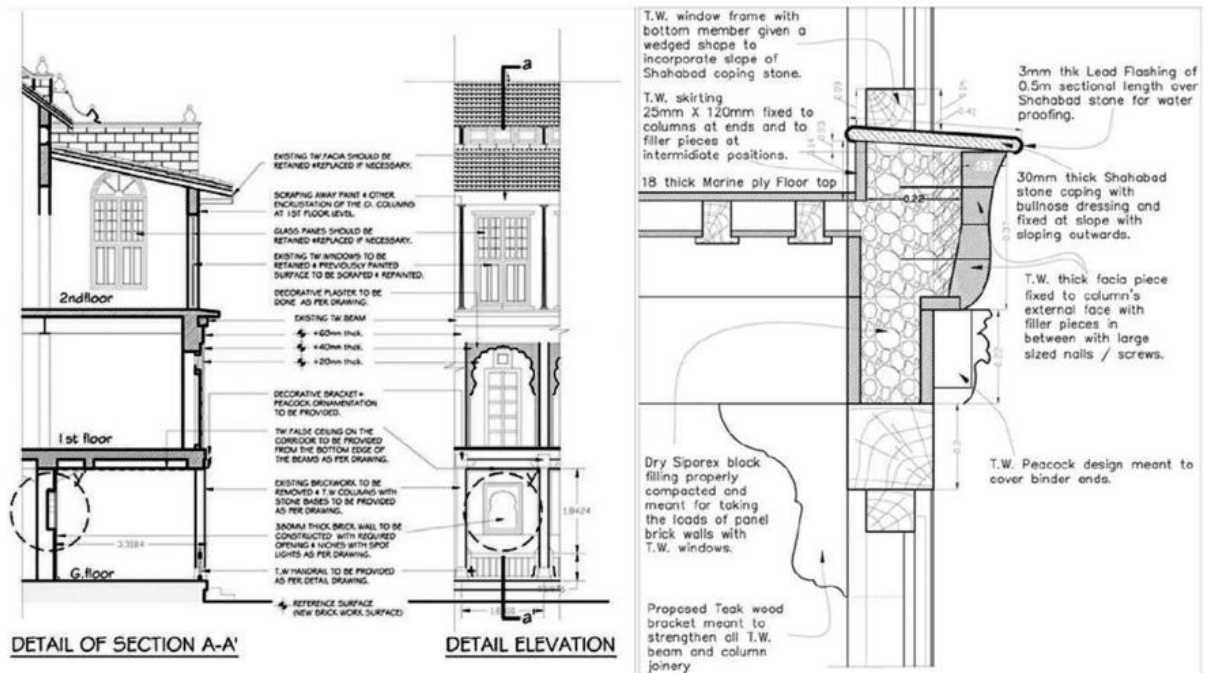 EXISTING T.W. FACIA SHOULD BE
RETAINED &REPLACED IF NECESSARY.
SCRAPING AWAY PAINT & OTHER
ENCRUSTATION OF THE CI. COLUMNS
AT 1ST FLOOR LEVEL.
GLASS PANES SHOULD BE
RETAINED &REPLACED IF NECESSARY.
EXISTING T.W. WINDOWS TO BE
RETAINED & PREVIOUSLY PAINTED
SURFACE TO BE SCRAPED & REPAINTED.
DECORATIVE PLASTER TO BE
DONE AS PER DRAWING.
EXISTING T.W. BEAM
+60mm thick.
+40mm thick.
+20mm thick.
DECORATIVE BRACKET &
PEACOCK ORNAMENTATION
TO BE PROVIDED.
T.W. FALSE CEILING ON THE
CORRIDOR TO BE PROVIDED
FROM THE BOTTOM EDGE OF
THE BEAMS AS PER DRAWING.
EXISTING BRICKWORK TO BE
REMOVED & T.W COLUMNS WITH
STONE BASES TO BE PROVIDED
AS PER DRAWING.
380MM THICK BRICK WALL TO BE
CONSTRUCTED WITH REQUIRED
OPENING & NICHES WITH SPOT
LIGHTS AS PER DRAWING.
T.W HANDRAIL TO BE PROVIDED
AS PER DETAIL DRAWING.
REFERENCE SURFACE
(NEW BRICK WORK SURFACE)
2ndfloor
1st floor
G.floor
3.3184
DETAIL OF SECTION A-A'
a
1.8424
a'
DETAIL ELEVATION
T.W. window frame with
bottom member given a
wedged shape to
incorporate slope of
Shahabad coping stone.
T.W. skirting
25mm X 120mm fixed to
columns at ends and to
filler pieces at
intermidiate positions.
18 thick Marine ply Floor top
3mm thk Lead Flashing of
0.5m sectional length over
Shahabad stone for water
proofing.
30mm thick Shahabad
stone coping with
bullnose dressing and
fixed at slope with
sloping outwards.
T.W. thick facia piece
fixed to column's
external face with
filler pieces in
between with large
sized nails / screws.
0.22
0.37
0.22
0.2
Dry Siporex block
filling properly
compacted and
meant for taking
the loads of panel
brick walls with
T.W. windows.
T.W. Peacock design meant to
cover binder ends.
Proposed Teak wood
bracket meant to
strengthen all T.W.
beam and column
joinery